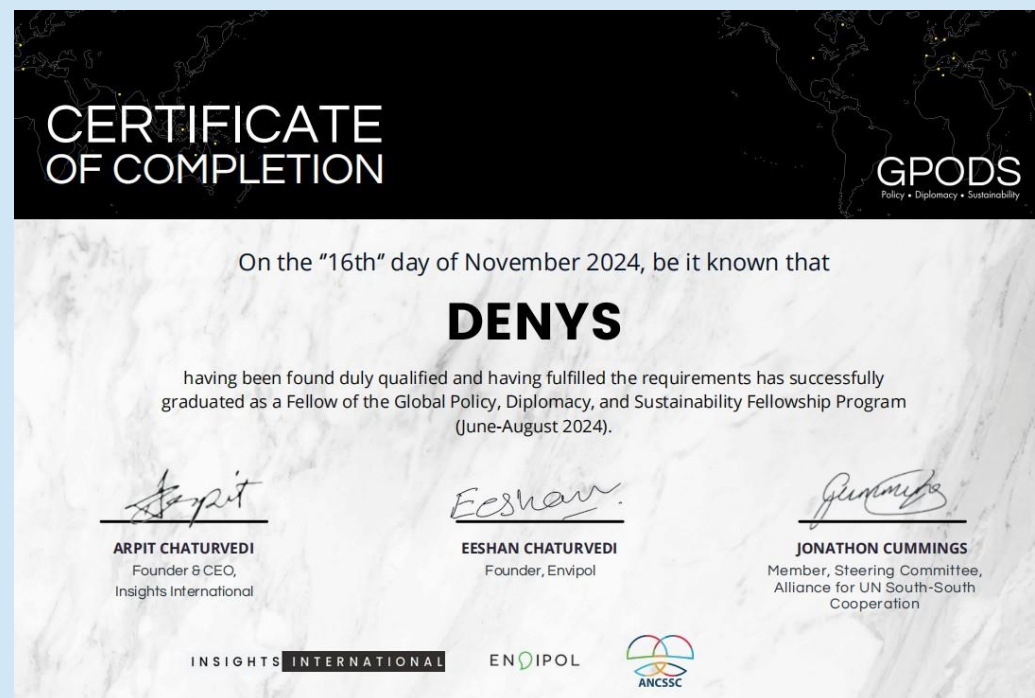 CERTIFICATE
OF COMPLETION
GPODS
Policy • Diplomacy • Sustainability
On the “16th“ day of November 2024, be it known that
DENYS
having been found duly qualified and having fulfilled the requirements has successfully
graduated as a Fellow of the Global Policy, Diplomacy, and Sustainability Fellowship Program
(June-August 2024).
Arpit
Eeshan
Cummings
ARPIT CHATURVEDI
Founder & CEO,
Insights International
EESHAN CHATURVEDI
Founder, Envipol
JONATHON CUMMINGS
Member, Steering Committee,
Alliance for UN South-South
Cooperation
INSIGHTS INTERNATIONAL
ENVIPOL
ANCSSC